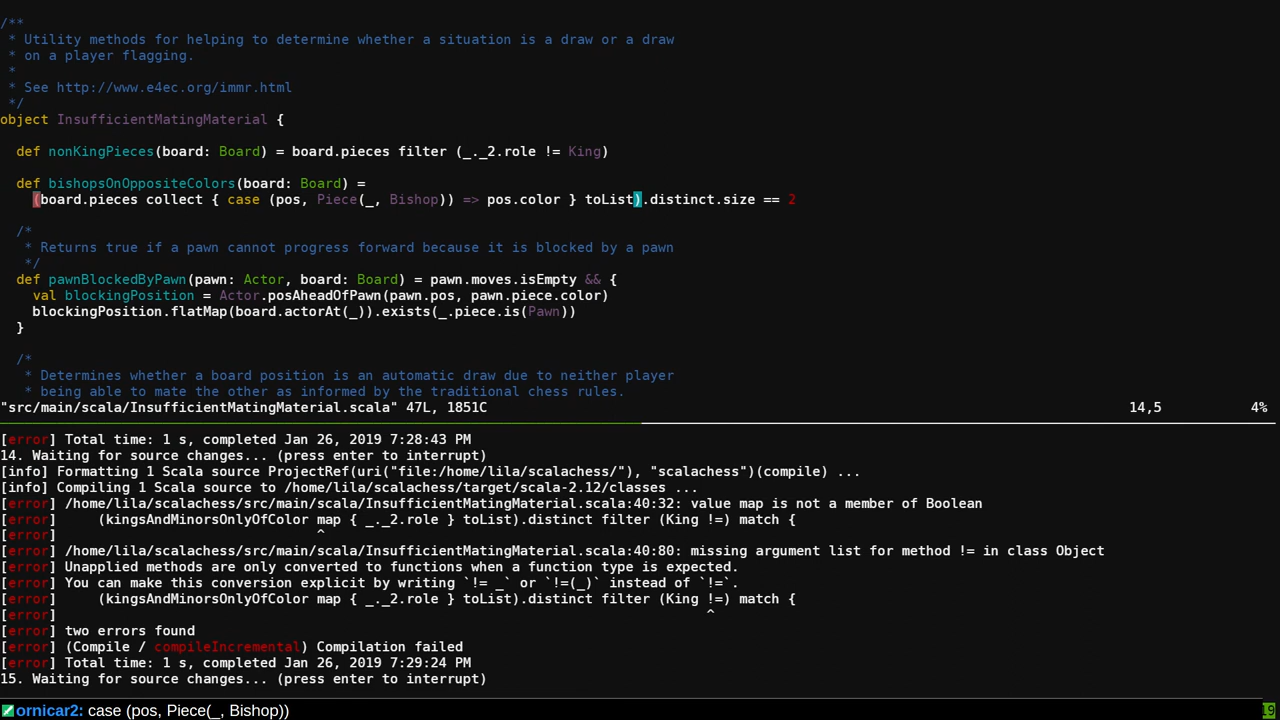 /**
 * Utility methods for helping to determine whether a situation is a draw or a draw
 * on a player flagging.
 *
 * See http://www.e4ec.org/immr.html
 */
object InsufficientMatingMaterial {
  def nonKingPieces(board: Board) = board.pieces filter (_._2.role != King)
  def bishopsOnOppositeColors(board: Board) =
    (board.pieces collect { case (pos, Piece(_, Bishop)) => pos.color } toList).distinct.size == 2
  /*
   * Returns true if a pawn cannot progress forward because it is blocked by a pawn
   */
  def pawnBlockedByPawn(pawn: Actor, board: Board) = pawn.moves.isEmpty && {
    val blockingPosition = Actor.posAheadOfPawn(pawn.pos, pawn.piece.color)
    blockingPosition.flatMap(board.actorAt(_)).exists(_.piece.is(Pawn))
  }
  /*
   * Determines whether a board position is an automatic draw due to neither player
   * being able to mate the other as informed by the traditional chess rules.
"src/main/scala/InsufficientMatingMaterial.scala" 47L, 1851C 14,5 4%
[error] Total time: 1 s, completed Jan 26, 2019 7:28:43 PM
14. Waiting for source changes... (press enter to interrupt)
[info] Formatting 1 Scala source ProjectRef(uri("file:/home/lila/scalachess/"), "scalachess")(compile) ...
[info] Compiling 1 Scala source to /home/lila/scalachess/target/scala-2.12/classes ...
[error] /home/lila/scalachess/src/main/scala/InsufficientMatingMaterial.scala:40:32: value map is not a member of Boolean
[error]     (kingsAndMinorsOnlyOfColor map { _._2.role } toList).distinct filter (King !=) match {
[error]                                ^
[error] /home/lila/scalachess/src/main/scala/InsufficientMatingMaterial.scala:40:80: missing argument list for method != in class Object
[error] Unapplied methods are only converted to functions when a function type is expected.
[error] You can make this conversion explicit by writing `!= _` or `!=(_)` instead of `!=`.
[error]     (kingsAndMinorsOnlyOfColor map { _._2.role } toList).distinct filter (King !=) match {
[error]                                                                                ^
[error] two errors found
[error] (Compile / compileIncremental) Compilation failed
[error] Total time: 1 s, completed Jan 26, 2019 7:29:24 PM
15. Waiting for source changes... (press enter to interrupt)
ornicar2: case (pos, Piece(_, Bishop))
19